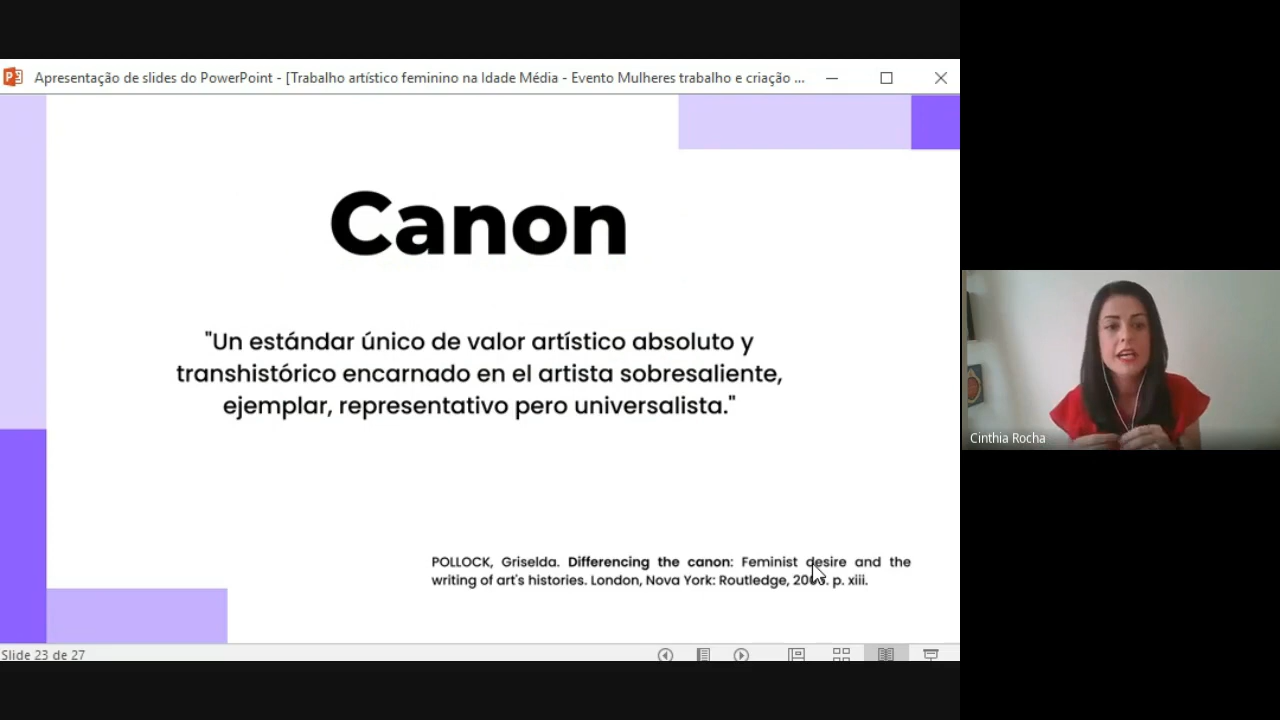 Apresentação de slides do PowerPoint - [Trabalho artístico feminino na Idade Média - Evento Mulheres trabalho e criação ...
Canon
"Un estándar único de valor artístico absoluto y
transhistórico encarnado en el artista sobresaliente,
ejemplar, representativo pero universalista."
POLLOCK, Griselda. Differencing the canon: Feminist desire and the
writing of art's histories. London, Nova York: Routledge, p. xiii.
Cinthia Rocha
Slide 23 de 27